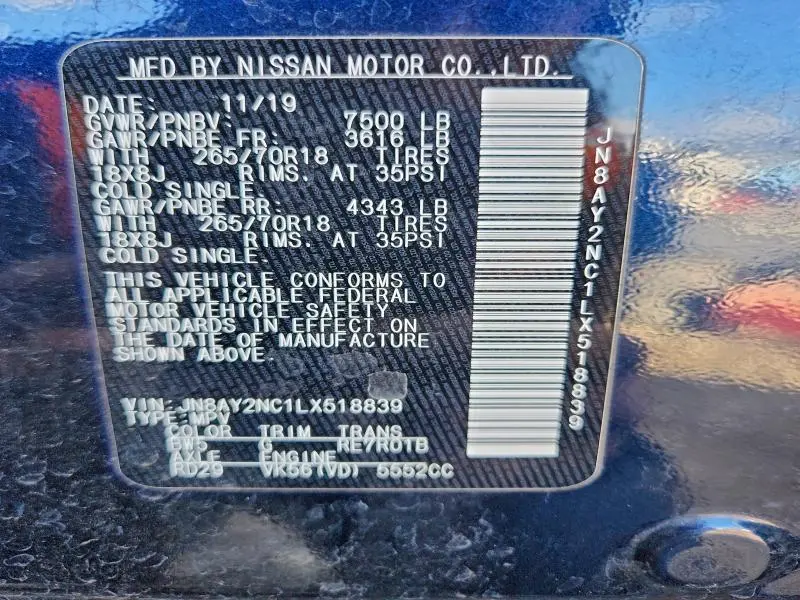 MFD BY NISSAN MOTOR CO.,LTD.
DATE: 11/19
GVWR/PNBV: 7500 LB
GAWR/PNBE FR: 3616 LB
WITH 265/70R18 TIRES
18X8J RIMS. AT 35PSI
COLD SINGLE.
GAWR/PNBE RR: 4343 LB
WITH 265/70R18 TIRES
18X8J RIMS. AT 35PSI
COLD SINGLE.
THIS VEHICLE CONFORMS TO
ALL APPLICABLE FEDERAL
MOTOR VEHICLE SAFETY
STANDARDS IN EFFECT ON
THE DATE OF MANUFACTURE
SHOWN ABOVE.
VIN: JN8AY2NC1LX518839
TYPE: MPV
COLOR TRIM TRANS
BW5 G RE7R01B
AXLE ENGINE
RD29 VK56(VD) 5552CC
JN8AY2NC1LX518839